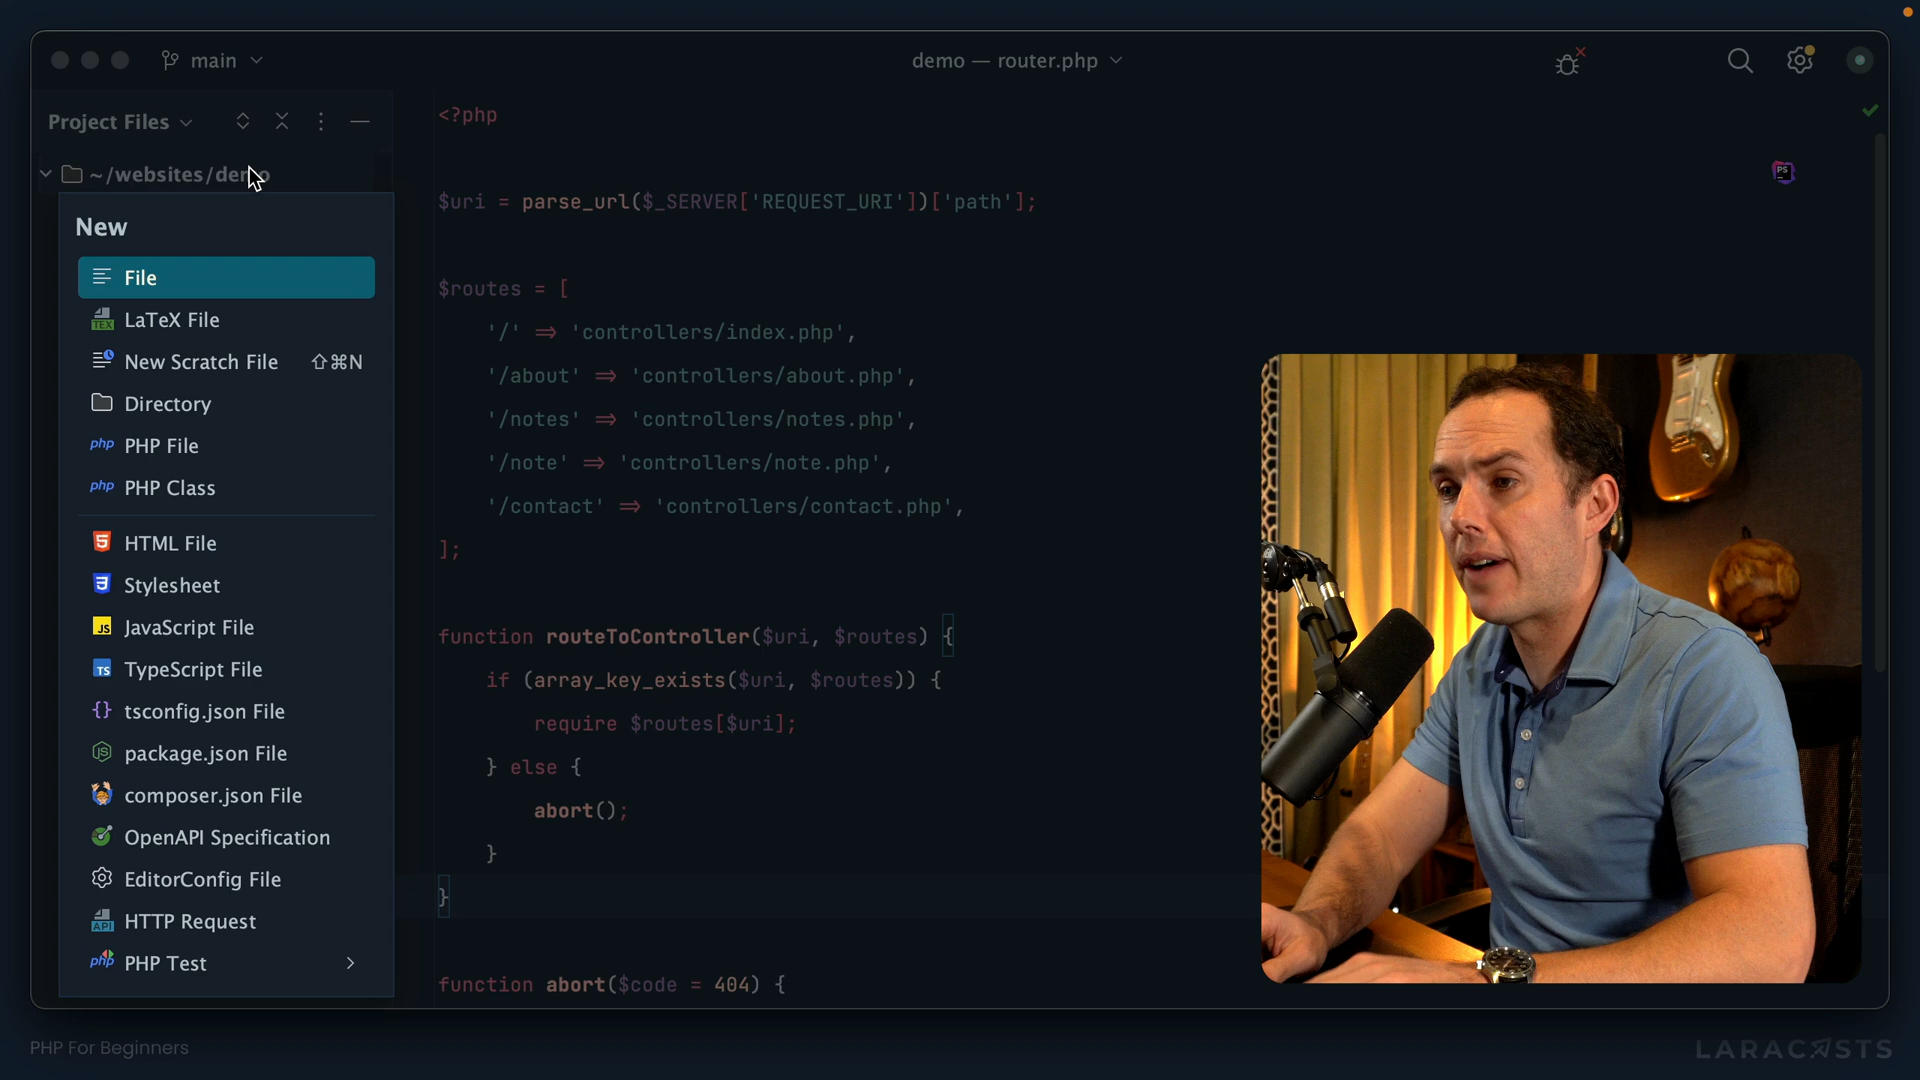 main
demo — router.php
Project Files
~/websites/demo
New
File
LaTeX File
New Scratch File ⇧⌘N
Directory
PHP File
PHP Class
HTML File
Stylesheet
JavaScript File
TypeScript File
tsconfig.json File
package.json File
composer.json File
OpenAPI Specification
EditorConfig File
HTTP Request
PHP Test
<?php
$uri = parse_url($_SERVER['REQUEST_URI'])['path'];
$routes = [
'/' => 'controllers/index.php',
'/about' => 'controllers/about.php',
'/notes' => 'controllers/notes.php',
'/note' => 'controllers/note.php',
'/contact' => 'controllers/contact.php',
];
function routeToController($uri, $routes) {
if (array_key_exists($uri, $routes)) {
require $routes[$uri];
} else {
abort();
}
}
function abort($code = 404) {
PS
PHP For Beginners
LARACASTS